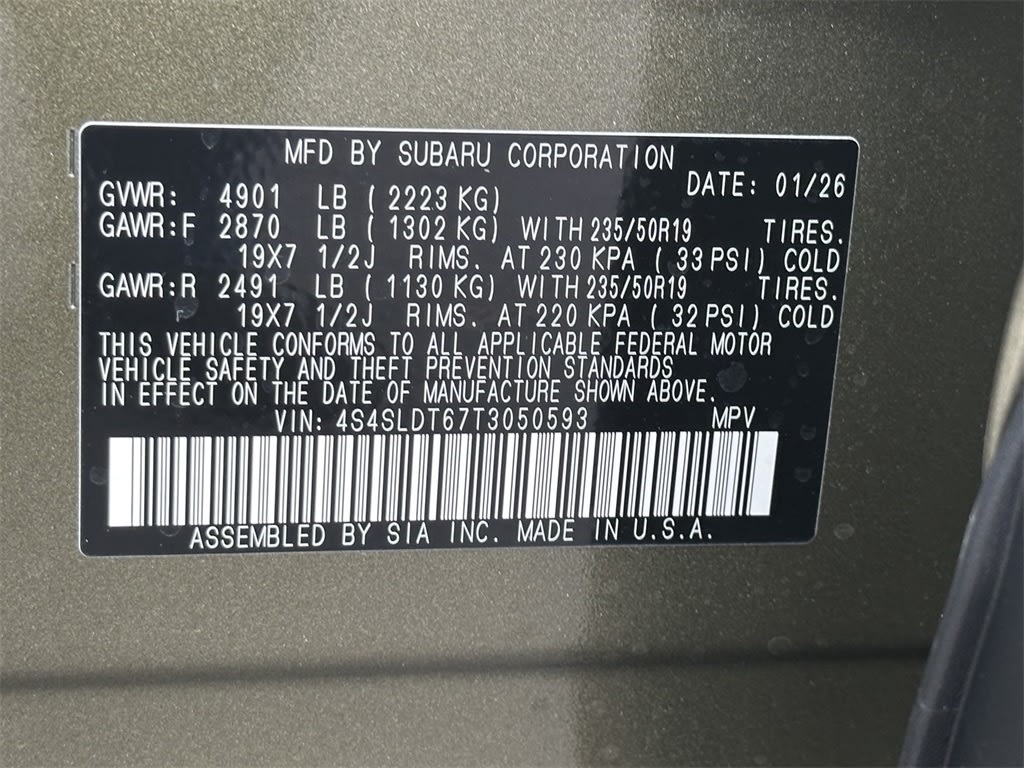 MFD BY SUBARU CORPORATION
GVWR: 4901 LB ( 2223 KG) DATE: 01/26
GAWR:F 2870 LB ( 1302 KG) WITH 235/50R19 TIRES.
19X7 1/2J RIMS. AT 230 KPA ( 33 PSI) COLD
GAWR:R 2491 LB ( 1130 KG) WITH 235/50R19 TIRES.
19X7 1/2J RIMS. AT 220 KPA ( 32 PSI) COLD
THIS VEHICLE CONFORMS TO ALL APPLICABLE FEDERAL MOTOR
VEHICLE SAFETY AND THEFT PREVENTION STANDARDS
IN EFFECT ON THE DATE OF MANUFACTURE SHOWN ABOVE.
VIN: 4S4SLDT67T3050593 MPV
ASSEMBLED BY SIA INC. MADE IN U.S.A.